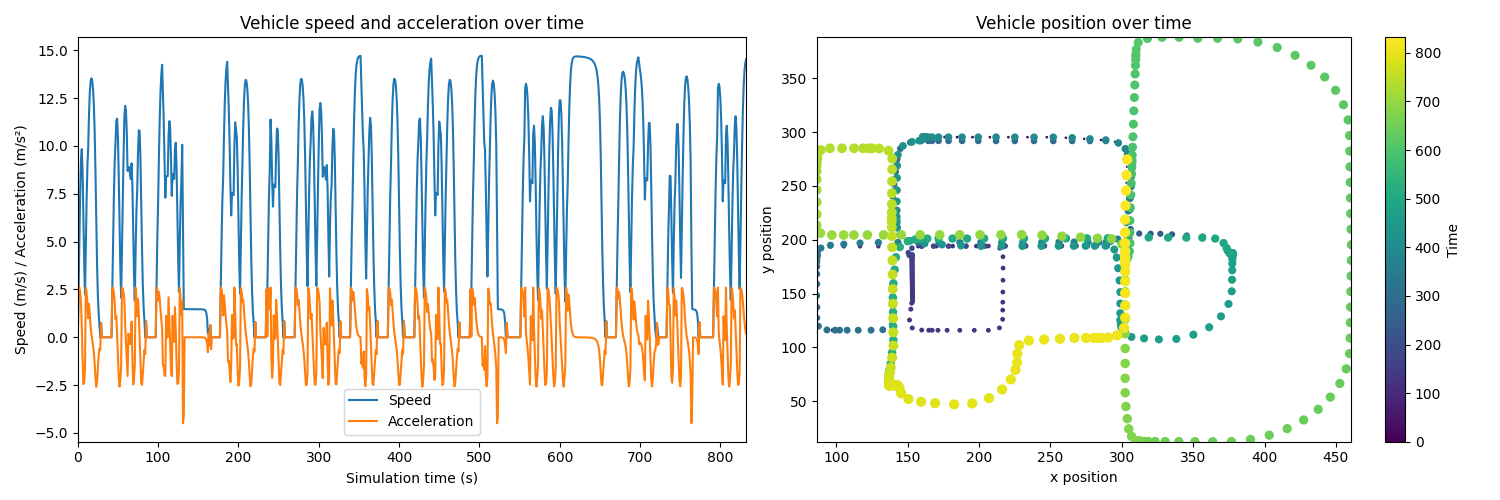 Vehicle speed and acceleration over time
Speed (m/s) / Acceleration (m/s²)
15.0
12.5
10.0
7.5
5.0
2.5
0.0
−2.5
−5.0
Speed
Acceleration
0 100 200 300 400 500 600 700 800
Simulation time (s)
Vehicle position over time
y position
350
300
250
200
150
100
50
100 150 200 250 300 350 400 450
x position
800
700
600
500
400
300
200
100
0
Time